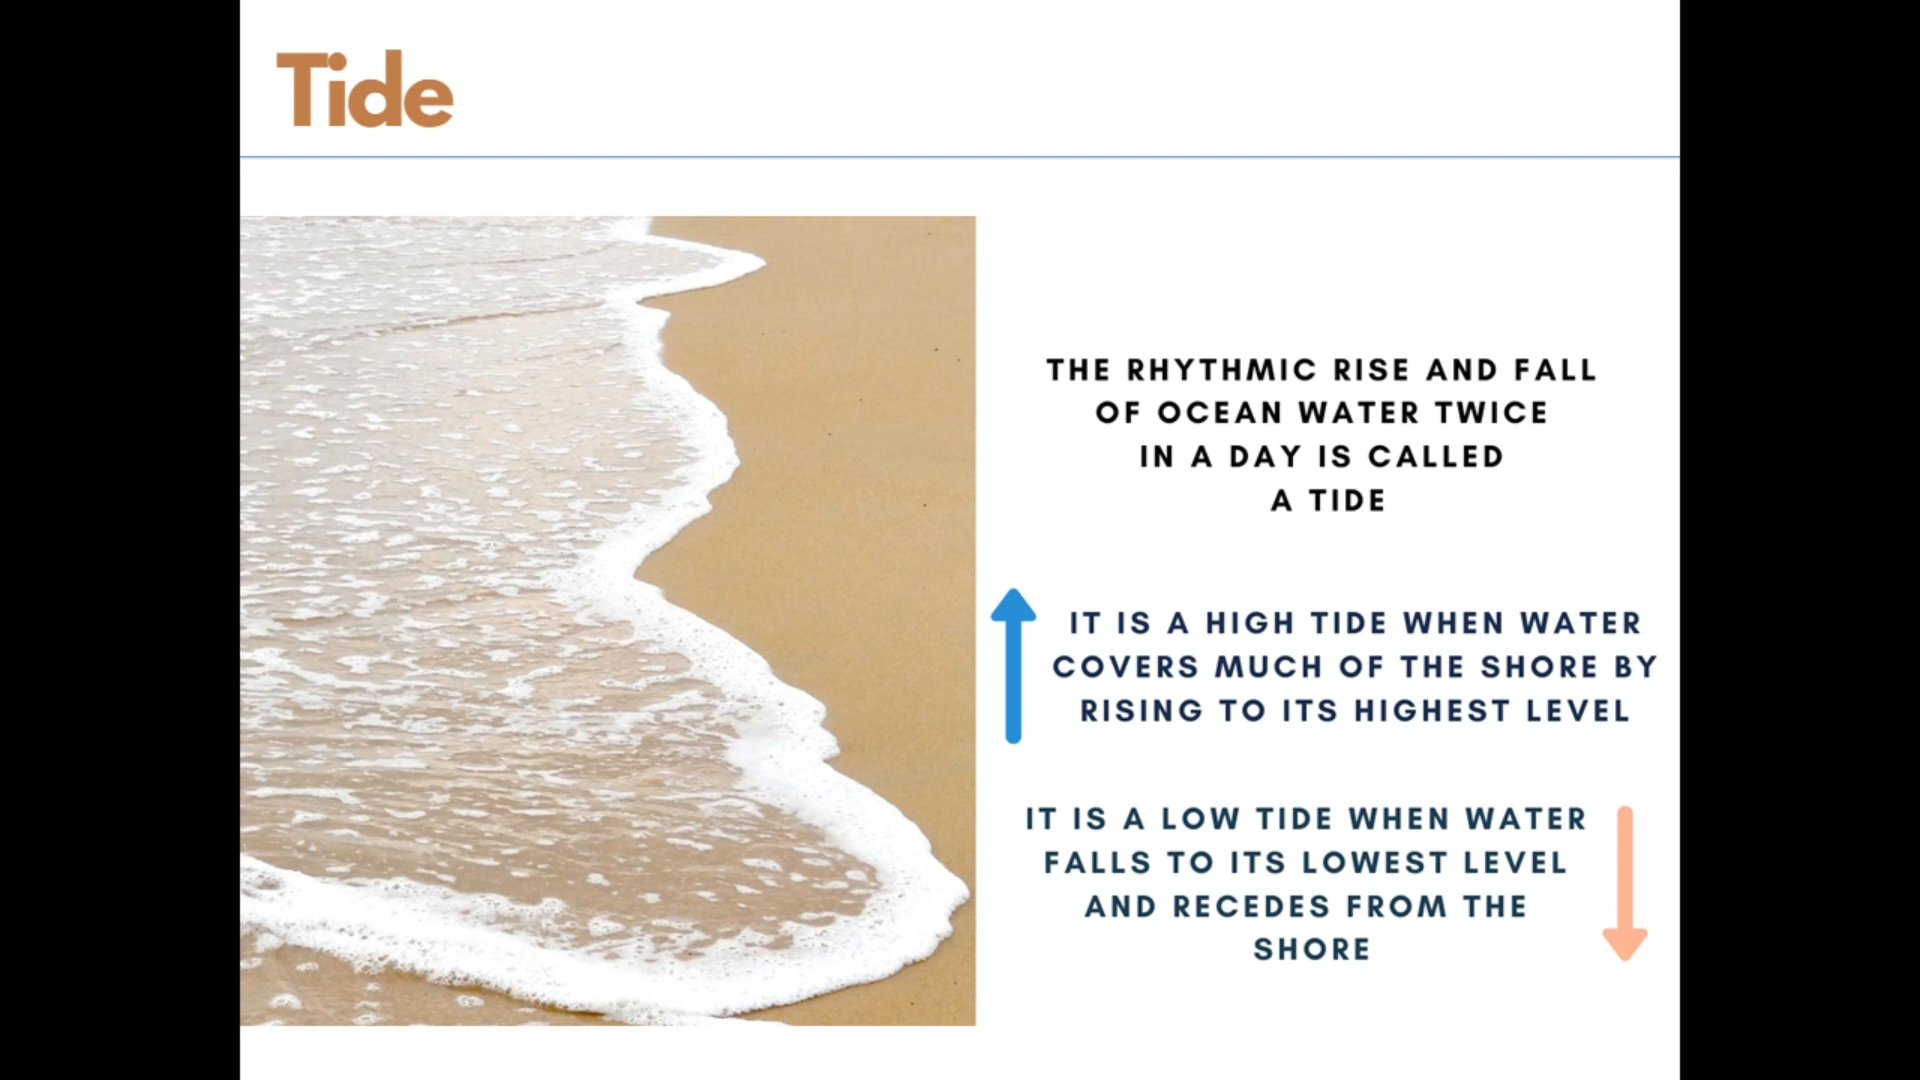 Tide
THE RHYTHMIC RISE AND FALL
OF OCEAN WATER TWICE
IN A DAY IS CALLED
A TIDE
IT IS A HIGH TIDE WHEN WATER
COVERS MUCH OF THE SHORE BY
RISING TO ITS HIGHEST LEVEL
IT IS A LOW TIDE WHEN WATER
FALLS TO ITS LOWEST LEVEL
AND RECEDES FROM THE
SHORE